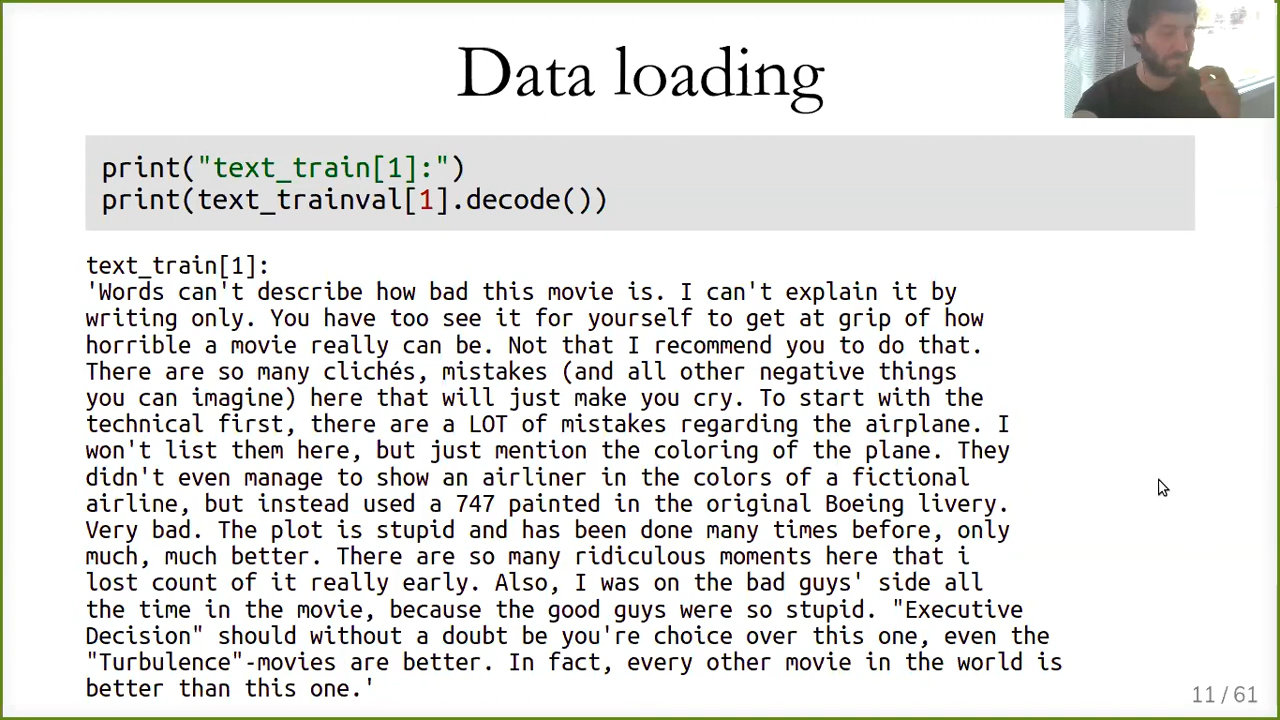 Data loading
print("text_train[1]:")
print(text_trainval[1].decode())
text_train[1]:
'Words can't describe how bad this movie is. I can't explain it by
writing only. You have too see it for yourself to get at grip of how
horrible a movie really can be. Not that I recommend you to do that.
There are so many clichés, mistakes (and all other negative things
you can imagine) here that will just make you cry. To start with the
technical first, there are a LOT of mistakes regarding the airplane. I
won't list them here, but just mention the coloring of the plane. They
didn't even manage to show an airliner in the colors of a fictional
airline, but instead used a 747 painted in the original Boeing livery.
Very bad. The plot is stupid and has been done many times before, only
much, much better. There are so many ridiculous moments here that i
lost count of it really early. Also, I was on the bad guys' side all
the time in the movie, because the good guys were so stupid. "Executive
Decision" should without a doubt be you're choice over this one, even the
"Turbulence"-movies are better. In fact, every other movie in the world is
better than this one.'
11 / 61